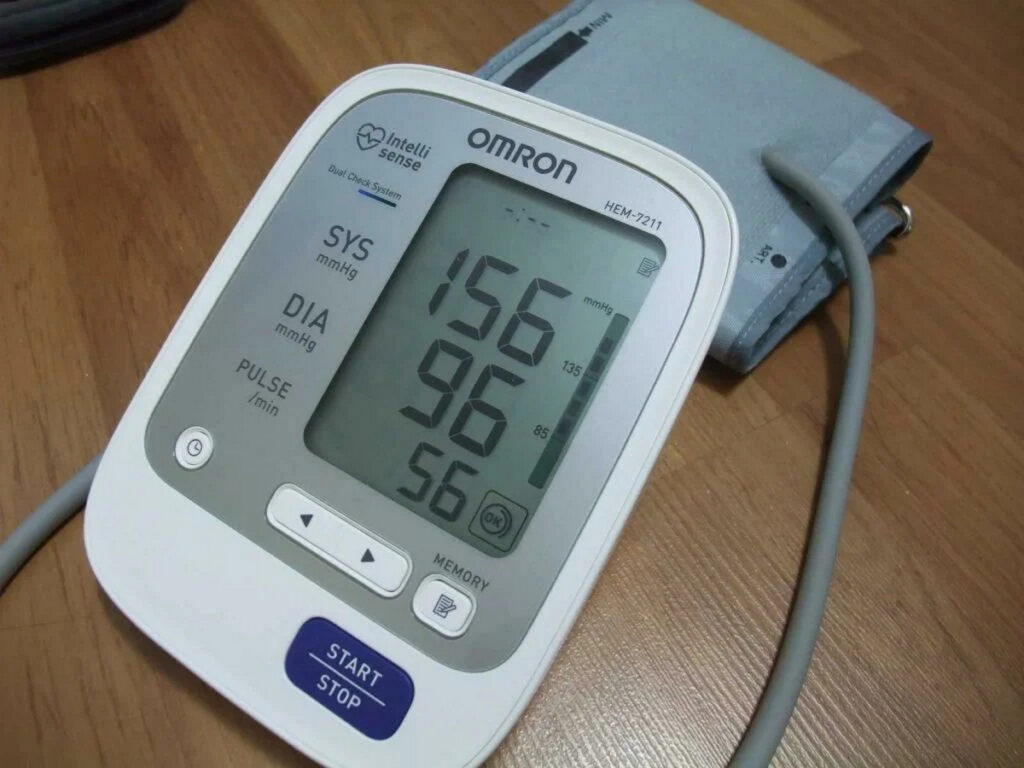 MIN
Intelli
sense
OMRON
Dual Check System
HEM-7211
-:--
SYS
mmHg
156
mmHg
135
DIA
mmHg
96
85
PULSE
/min
56
OK
ART.
MEMORY
START
STOP